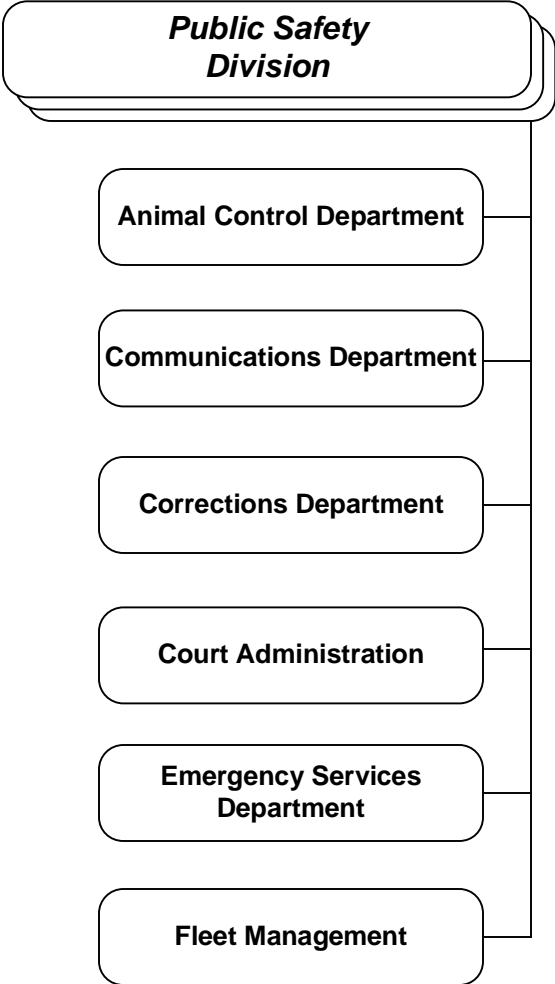 Public Safety
Division
Animal Control Department
Communications Department
Corrections Department
Court Administration
Emergency Services
Department
Fleet Management